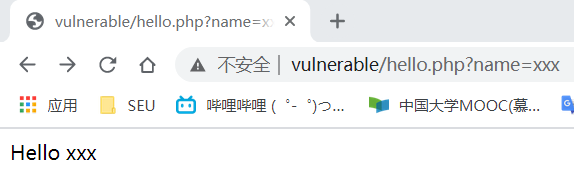 vulnerable/hello.php?name=xx
不安全 | vulnerable/hello.php?name=xxx
应用 SEU 哔哩哔哩 ( ゜- ゜)つ... 中国大学MOOC(慕...
Hello xxx